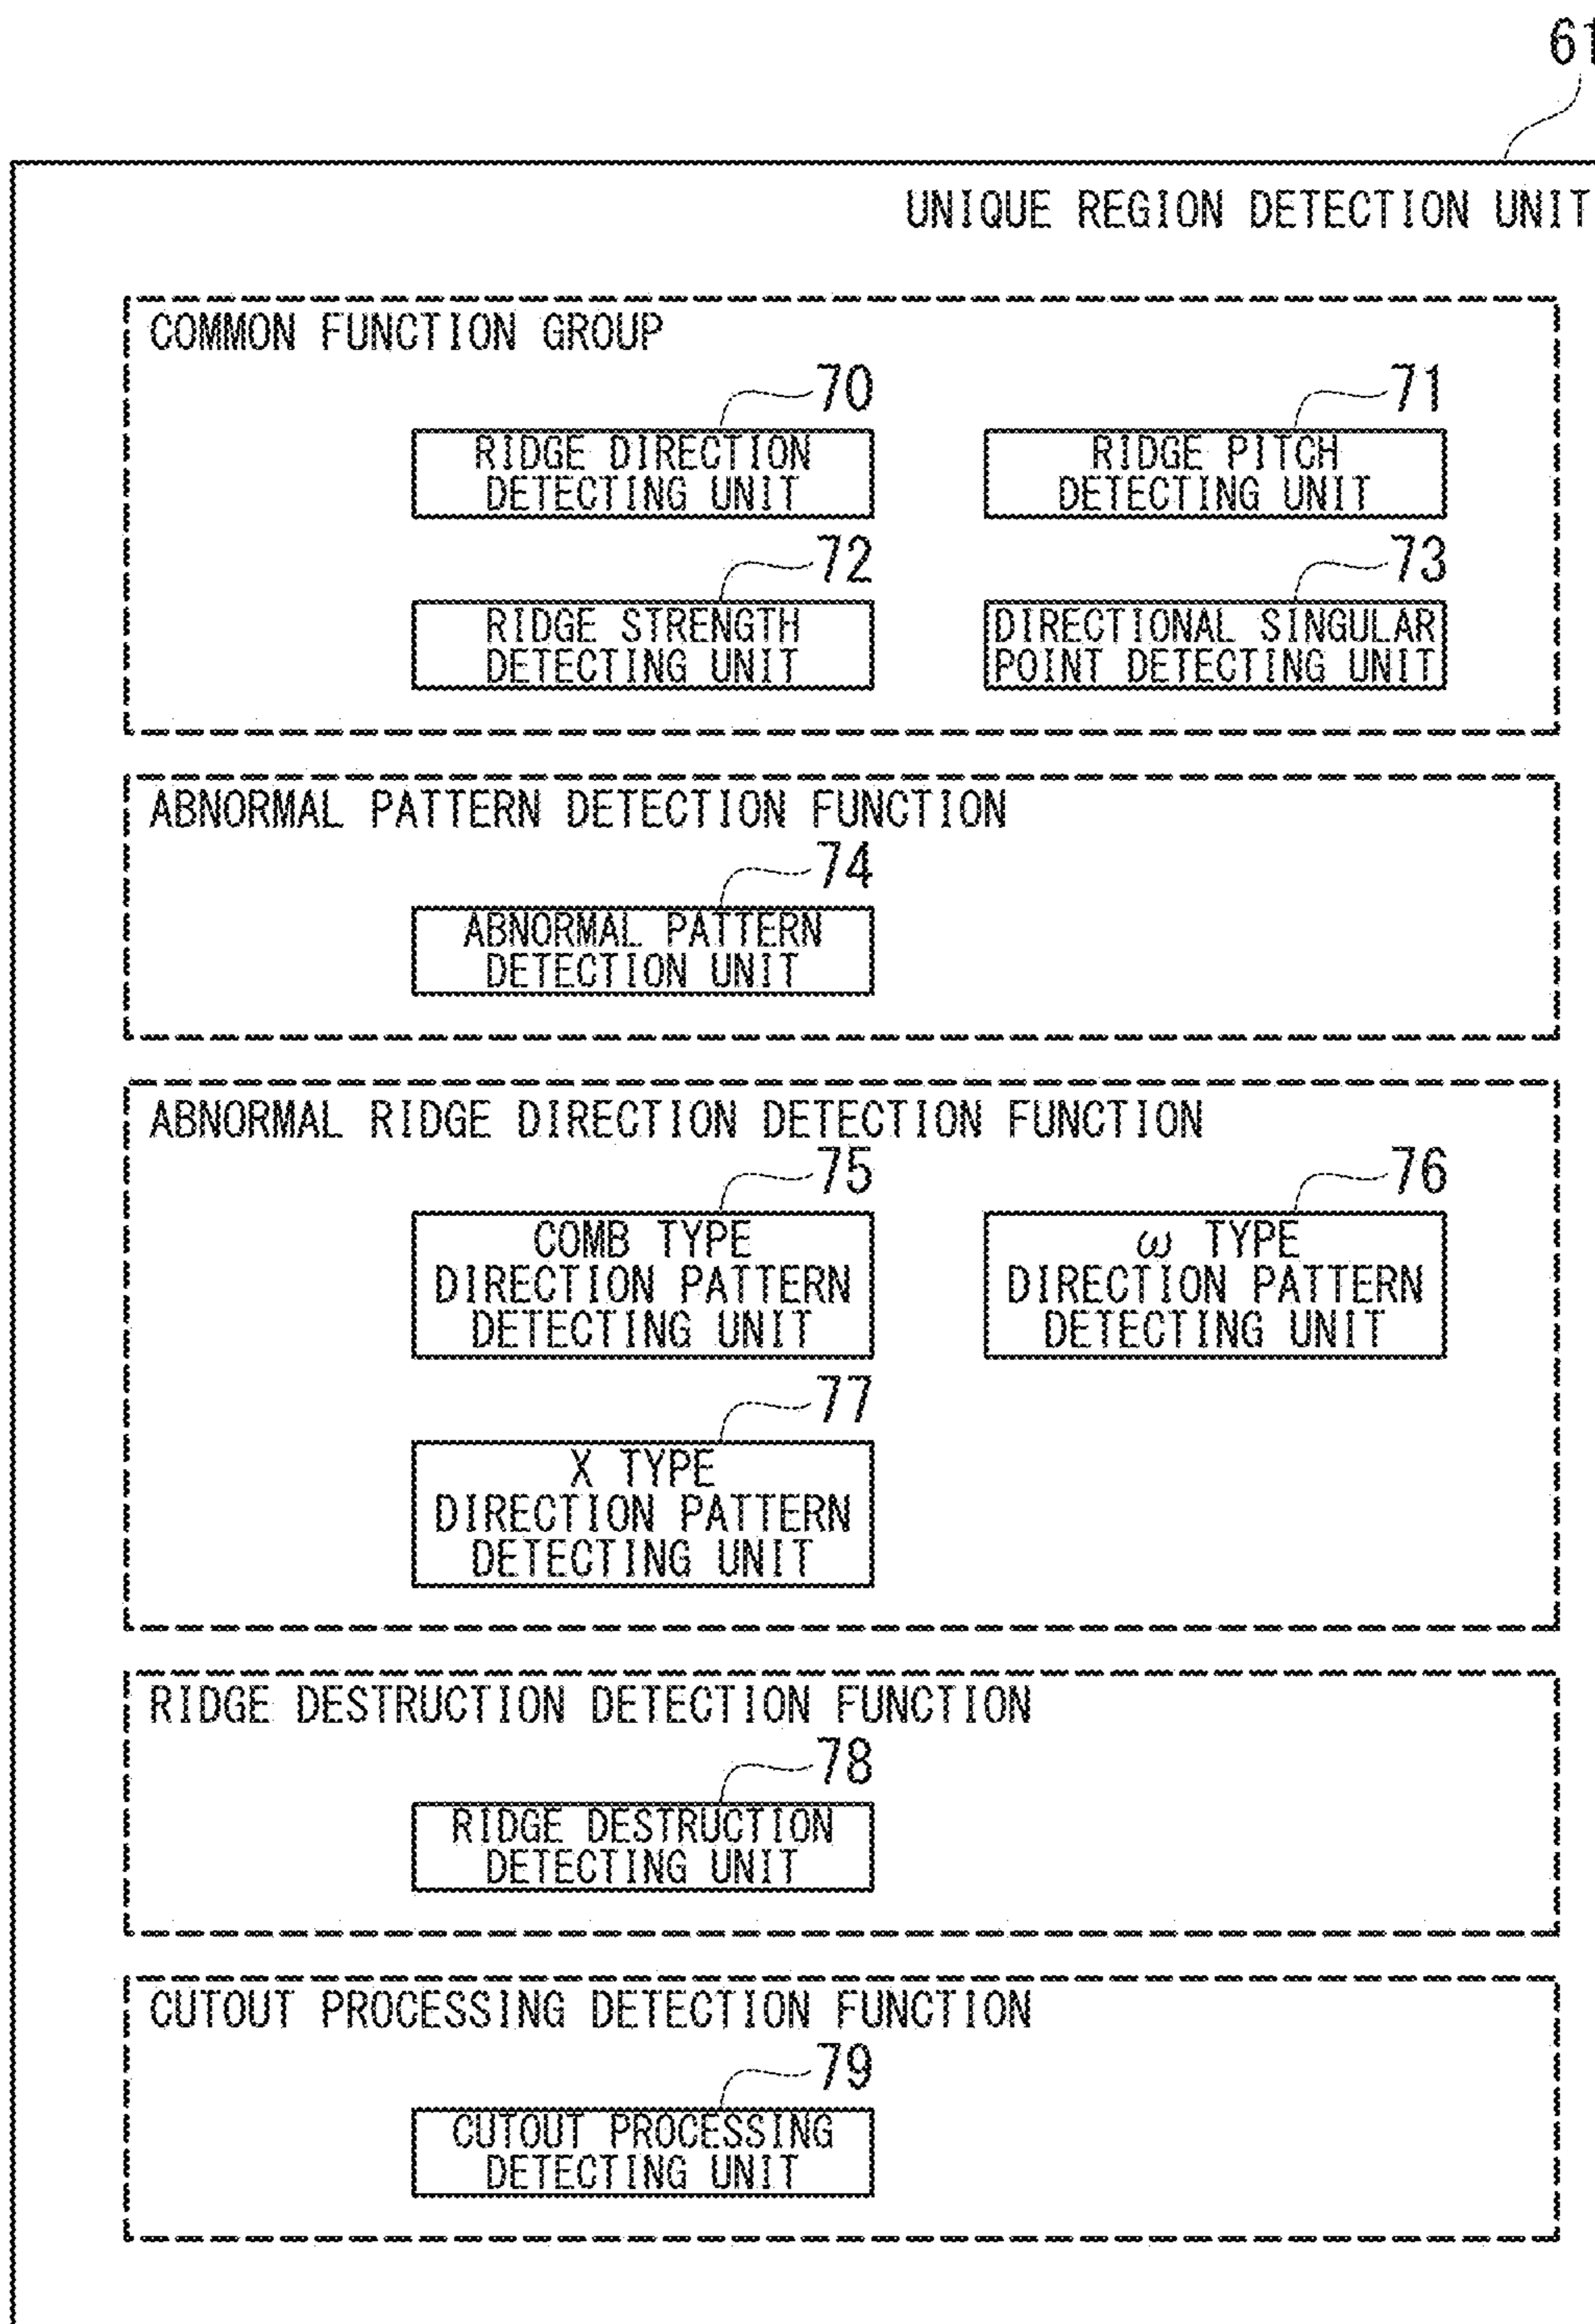 61
UNIQUE REGION DETECTION UNIT
COMMON FUNCTION GROUP
70
RIDGE DIRECTION
DETECTING UNIT
71
RIDGE PITCH
DETECTING UNIT
72
RIDGE STRENGTH
DETECTING UNIT
73
DIRECTIONAL SINGULAR
POINT DETECTING UNIT
ABNORMAL PATTERN DETECTION FUNCTION
74
ABNORMAL PATTERN
DETECTION UNIT
ABNORMAL RIDGE DIRECTION DETECTION FUNCTION
75
COMB TYPE
DIRECTION PATTERN
DETECTING UNIT
76
ω TYPE
DIRECTION PATTERN
DETECTING UNIT
77
X TYPE
DIRECTION PATTERN
DETECTING UNIT
RIDGE DESTRUCTION DETECTION FUNCTION
78
RIDGE DESTRUCTION
DETECTING UNIT
CUTOUT PROCESSING DETECTION FUNCTION
79
CUTOUT PROCESSING
DETECTING UNIT